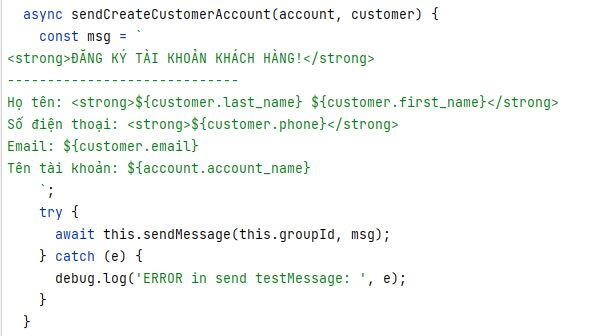 async sendCreateCustomerAccount(account, customer) {
const msg = `
<strong>ĐĂNG KÝ TÀI KHOẢN KHÁCH HÀNG!</strong>
-----------------------------
Họ tên: <strong>${customer.last_name} ${customer.first_name}</strong>
Số điện thoại: <strong>${customer.phone}</strong>
Email: ${customer.email}
Tên tài khoản: ${account.account_name}
`;
try {
await this.sendMessage(this.groupId, msg);
} catch (e) {
debug.log('ERROR in send testMessage: ', e);
}
}